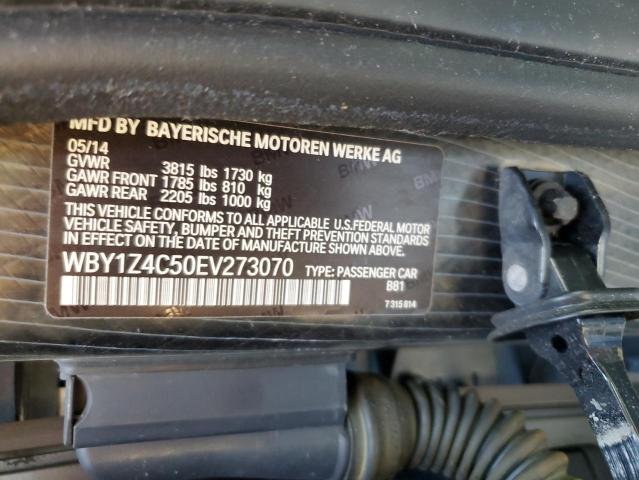 MFD BY BAYERISCHE MOTOREN WERKE AG
05/14
GVWR 3815 lbs 1730 kg
GAWR FRONT 1785 lbs 810 kg
GAWR REAR 2205 lbs 1000 kg
THIS VEHICLE CONFORMS TO ALL APPLICABLE U.S.FEDERAL MOTOR
VEHICLE SAFETY, BUMPER AND THEFT PREVENTION STANDARDS
IN EFFECT ON THE DATE OF MANUFACTURE SHOWN ABOVE.
WBY1Z4C50EV273070 TYPE: PASSENGER CAR
B81
7 315 814